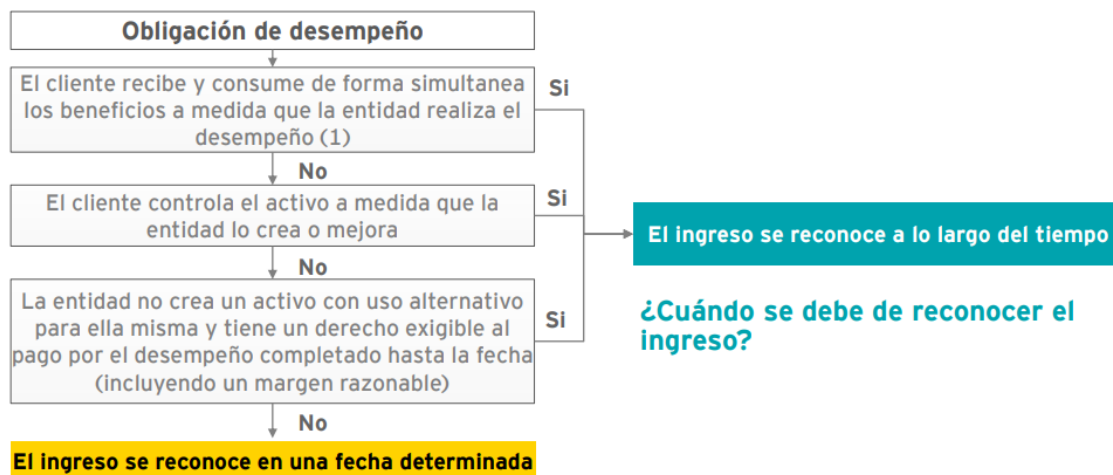 Obligación de desempeño
El cliente recibe y consume de forma simultanea
los beneficios a medida que la entidad realiza el
desempeño (1)
Si
No
El cliente controla el activo a medida que la
entidad lo crea o mejora
Si
No
La entidad no crea un activo con uso alternativo
para ella misma y tiene un derecho exigible al
pago por el desempeño completado hasta la fecha
(incluyendo un margen razonable)
Si
No
El ingreso se reconoce en una fecha determinada
El ingreso se reconoce a lo largo del tiempo
¿Cuándo se debe de reconocer el
ingreso?